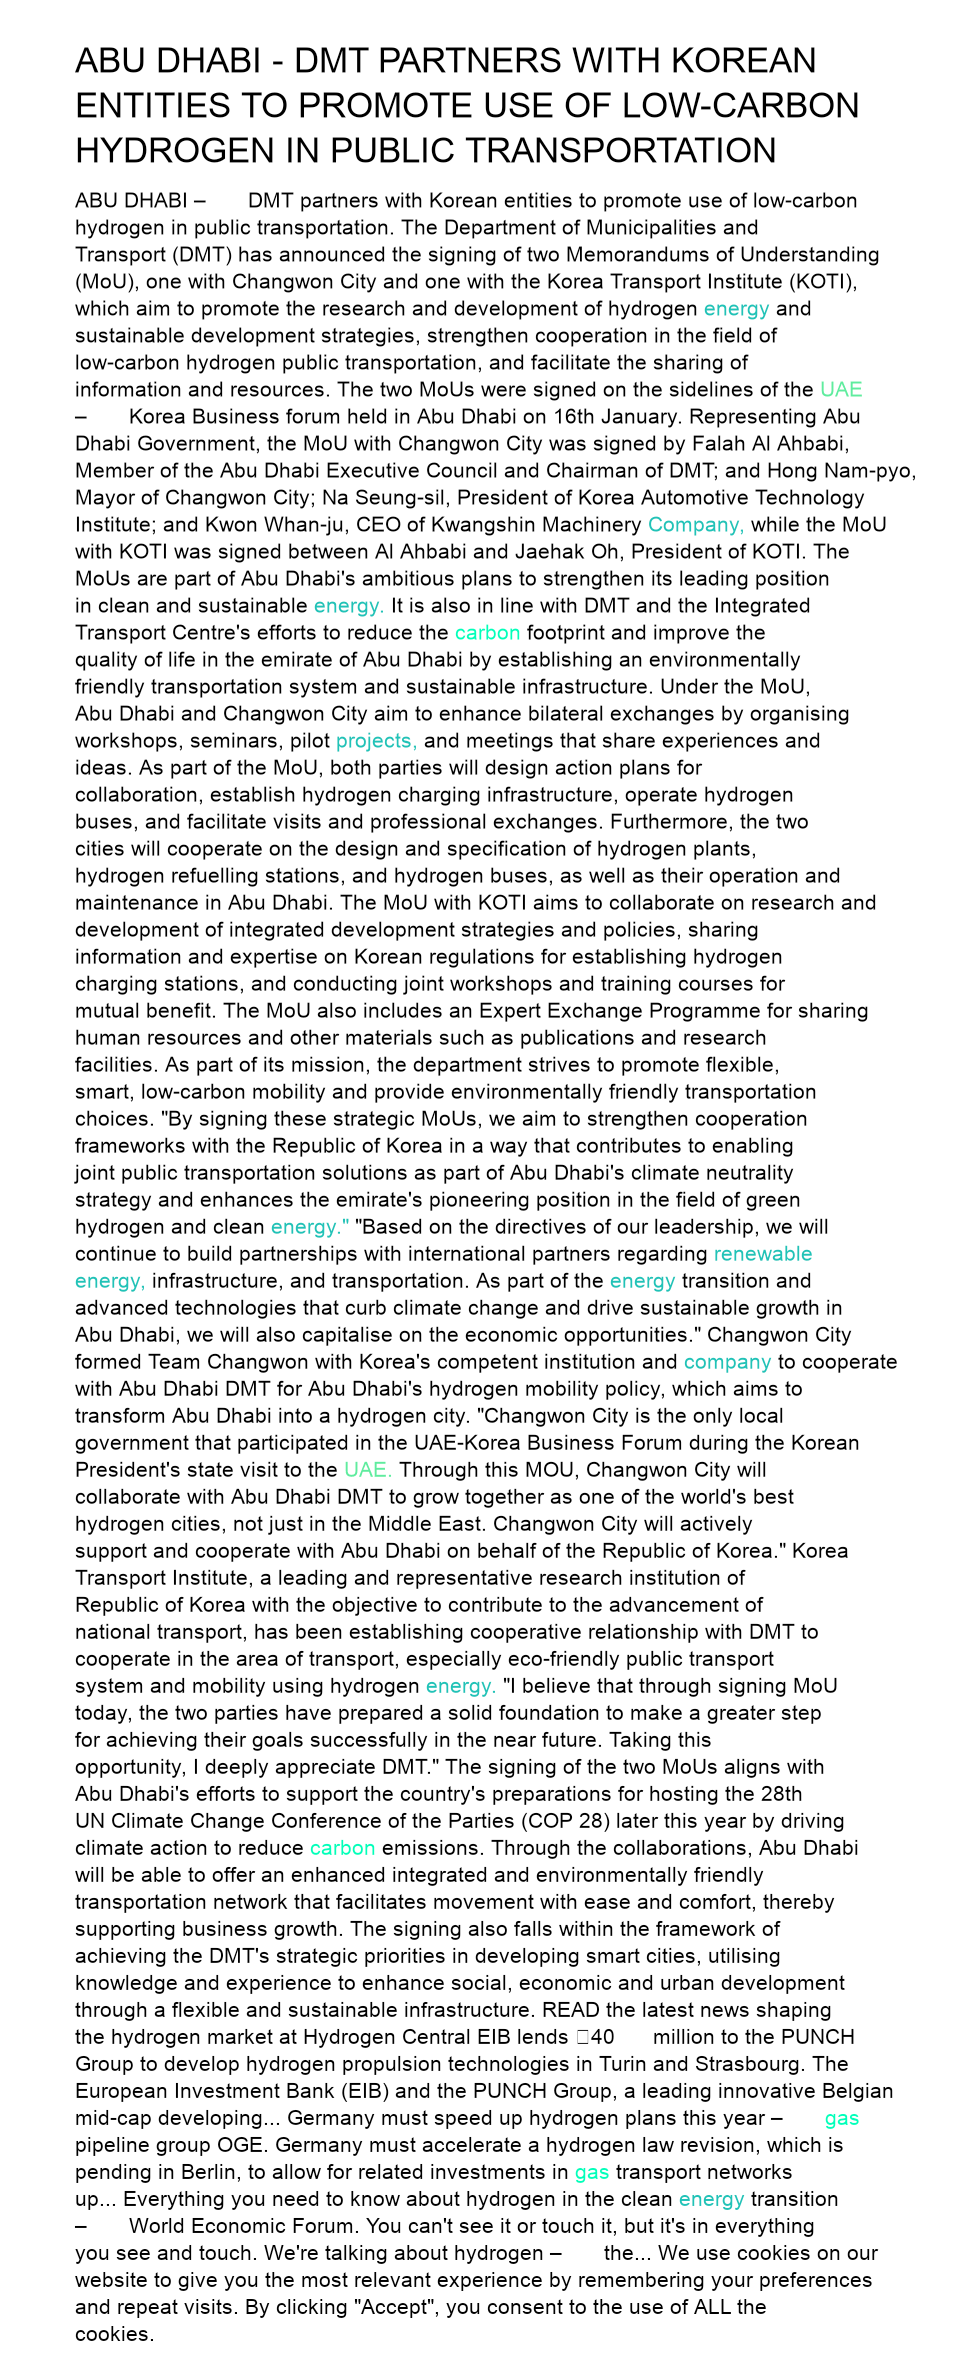 ABU DHABI - DMT PARTNERS WITH KOREAN
ENTITIES TO PROMOTE USE OF LOW-CARBON
HYDROGEN IN PUBLIC TRANSPORTATION
ABU DHABI – DMT partners with Korean entities to promote use of low-carbon
hydrogen in public transportation. The Department of Municipalities and
Transport (DMT) has announced the signing of two Memorandums of Understanding
(MoU), one with Changwon City and one with the Korea Transport Institute (KOTI),
which aim to promote the research and development of hydrogen energy and
sustainable development strategies, strengthen cooperation in the field of
low-carbon hydrogen public transportation, and facilitate the sharing of
information and resources. The two MoUs were signed on the sidelines of the UAE
– Korea Business forum held in Abu Dhabi on 16th January. Representing Abu
Dhabi Government, the MoU with Changwon City was signed by Falah Al Ahbabi,
Member of the Abu Dhabi Executive Council and Chairman of DMT; and Hong Nam-pyo,
Mayor of Changwon City; Na Seung-sil, President of Korea Automotive Technology
Institute; and Kwon Whan-ju, CEO of Kwangshin Machinery Company, while the MoU
with KOTI was signed between Al Ahbabi and Jaehak Oh, President of KOTI. The
MoUs are part of Abu Dhabi's ambitious plans to strengthen its leading position
in clean and sustainable energy. It is also in line with DMT and the Integrated
Transport Centre's efforts to reduce the carbon footprint and improve the
quality of life in the emirate of Abu Dhabi by establishing an environmentally
friendly transportation system and sustainable infrastructure. Under the MoU,
Abu Dhabi and Changwon City aim to enhance bilateral exchanges by organising
workshops, seminars, pilot projects, and meetings that share experiences and
ideas. As part of the MoU, both parties will design action plans for
collaboration, establish hydrogen charging infrastructure, operate hydrogen
buses, and facilitate visits and professional exchanges. Furthermore, the two
cities will cooperate on the design and specification of hydrogen plants,
hydrogen refuelling stations, and hydrogen buses, as well as their operation and
maintenance in Abu Dhabi. The MoU with KOTI aims to collaborate on research and
development of integrated development strategies and policies, sharing
information and expertise on Korean regulations for establishing hydrogen
charging stations, and conducting joint workshops and training courses for
mutual benefit. The MoU also includes an Expert Exchange Programme for sharing
human resources and other materials such as publications and research
facilities. As part of its mission, the department strives to promote flexible,
smart, low-carbon mobility and provide environmentally friendly transportation
choices. "By signing these strategic MoUs, we aim to strengthen cooperation
frameworks with the Republic of Korea in a way that contributes to enabling
joint public transportation solutions as part of Abu Dhabi's climate neutrality
strategy and enhances the emirate's pioneering position in the field of green
hydrogen and clean energy." "Based on the directives of our leadership, we will
continue to build partnerships with international partners regarding renewable
energy, infrastructure, and transportation. As part of the energy transition and
advanced technologies that curb climate change and drive sustainable growth in
Abu Dhabi, we will also capitalise on the economic opportunities." Changwon City
formed Team Changwon with Korea's competent institution and company to cooperate
with Abu Dhabi DMT for Abu Dhabi's hydrogen mobility policy, which aims to
transform Abu Dhabi into a hydrogen city. "Changwon City is the only local
government that participated in the UAE-Korea Business Forum during the Korean
President's state visit to the UAE. Through this MOU, Changwon City will
collaborate with Abu Dhabi DMT to grow together as one of the world's best
hydrogen cities, not just in the Middle East. Changwon City will actively
support and cooperate with Abu Dhabi on behalf of the Republic of Korea." Korea
Transport Institute, a leading and representative research institution of
Republic of Korea with the objective to contribute to the advancement of
national transport, has been establishing cooperative relationship with DMT to
cooperate in the area of transport, especially eco-friendly public transport
system and mobility using hydrogen energy. "I believe that through signing MoU
today, the two parties have prepared a solid foundation to make a greater step
for achieving their goals successfully in the near future. Taking this
opportunity, I deeply appreciate DMT." The signing of the two MoUs aligns with
Abu Dhabi's efforts to support the country's preparations for hosting the 28th
UN Climate Change Conference of the Parties (COP 28) later this year by driving
climate action to reduce carbon emissions. Through the collaborations, Abu Dhabi
will be able to offer an enhanced integrated and environmentally friendly
transportation network that facilitates movement with ease and comfort, thereby
supporting business growth. The signing also falls within the framework of
achieving the DMT's strategic priorities in developing smart cities, utilising
knowledge and experience to enhance social, economic and urban development
through a flexible and sustainable infrastructure. READ the latest news shaping
the hydrogen market at Hydrogen Central EIB lends 40 million to the PUNCH
Group to develop hydrogen propulsion technologies in Turin and Strasbourg. The
European Investment Bank (EIB) and the PUNCH Group, a leading innovative Belgian
mid-cap developing... Germany must speed up hydrogen plans this year – gas
pipeline group OGE. Germany must accelerate a hydrogen law revision, which is
pending in Berlin, to allow for related investments in gas transport networks
up... Everything you need to know about hydrogen in the clean energy transition
– World Economic Forum. You can't see it or touch it, but it's in everything
you see and touch. We're talking about hydrogen – the... We use cookies on our
website to give you the most relevant experience by remembering your preferences
and repeat visits. By clicking "Accept", you consent to the use of ALL the
cookies.